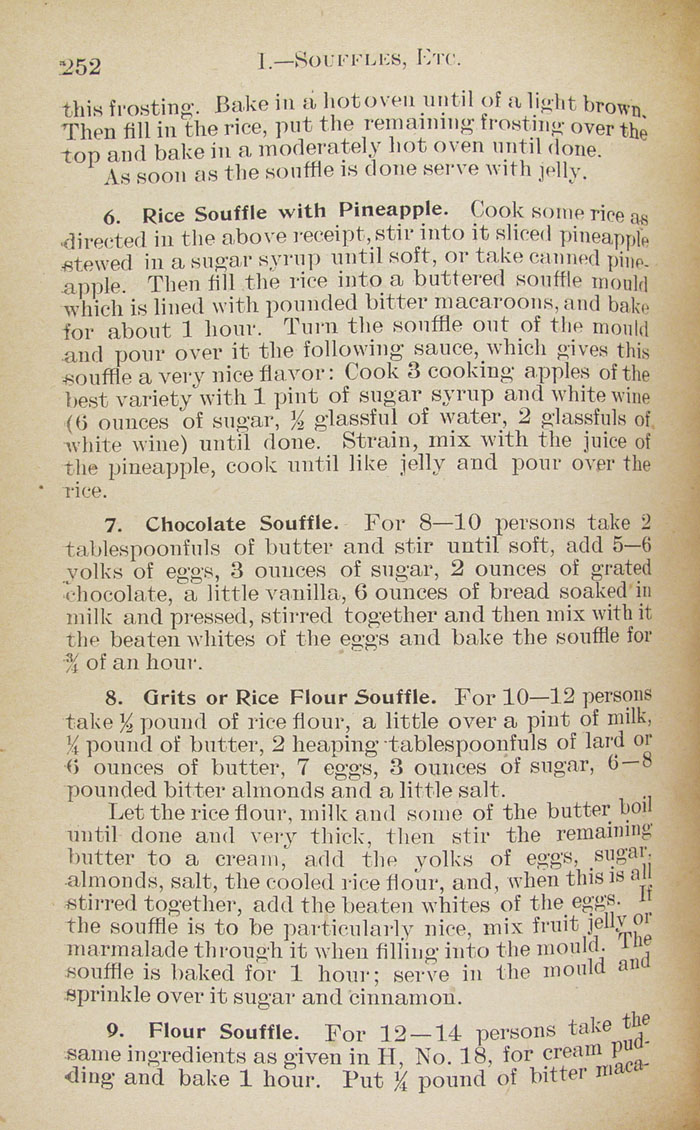 252 I.—SOUFFLES, ETC.
this frosting. Bake in a hot oven until of a light brown.
Then fill in the rice, put the remaining frosting over the
top and bake in a moderately hot oven until done.
As soon as the souffle is done serve with jelly.
6. Rice Souffle with Pineapple. Cook some rice as
directed in the above receipt, stir into it sliced pineapple
stewed in a sugar syrup until soft, or take canned pine-
apple. Then fill the rice into a buttered souffle mould
which is lined with pounded bitter macaroons, and bake
for about 1 hour. Turn the souffle out of the mould
and pour over it the following sauce, which gives this
souffle a very nice flavor: Cook 3 cooking apples of the
best variety with 1 pint of sugar syrup and white wine
(6 ounces of sugar, ½ glassful of water, 2 glassfuls of
white wine) until done. Strain, mix with the juice of
the pineapple, cook until like jelly and pour over the
rice.
7. Chocolate Souffle. For 8—10 persons take 2
tablespoonfuls of butter and stir until soft, add 5—6
yolks of eggs, 3 ounces of sugar, 2 ounces of grated
chocolate, a little vanilla, 6 ounces of bread soaked in
milk and pressed, stirred together and then mix with it
the beaten whites of the eggs and bake the souffle for
¾ of an hour.
8. Grits or Rice Flour Souffle. For 10—12 persons
take ½ pound of rice flour, a little over a pint of milk,
¼ pound of butter, 2 heaping tablespoonfuls of lard or
6 ounces of butter, 7 eggs, 3 ounces of sugar, 6—8
pounded bitter almonds and a little salt.
Let the rice flour, milk and some of the butter boil
until done and very thick, then stir the remaining
butter to a cream, add the yolks of eggs, sugar,
almonds, salt, the cooled rice flour, and, when this is all
stirred together, add the beaten whites of the eggs. If
the souffle is to be particularly nice, mix fruit jelly or
marmalade through it when filling into the mould. The
souffle is baked for 1 hour; serve in the mould and
sprinkle over it sugar and cinnamon.
9. Flour Souffle. For 12—14 persons take the
same ingredients as given in H, No. 18, for cream pud-
ding and bake 1 hour. Put ¼ pound of bitter maca-